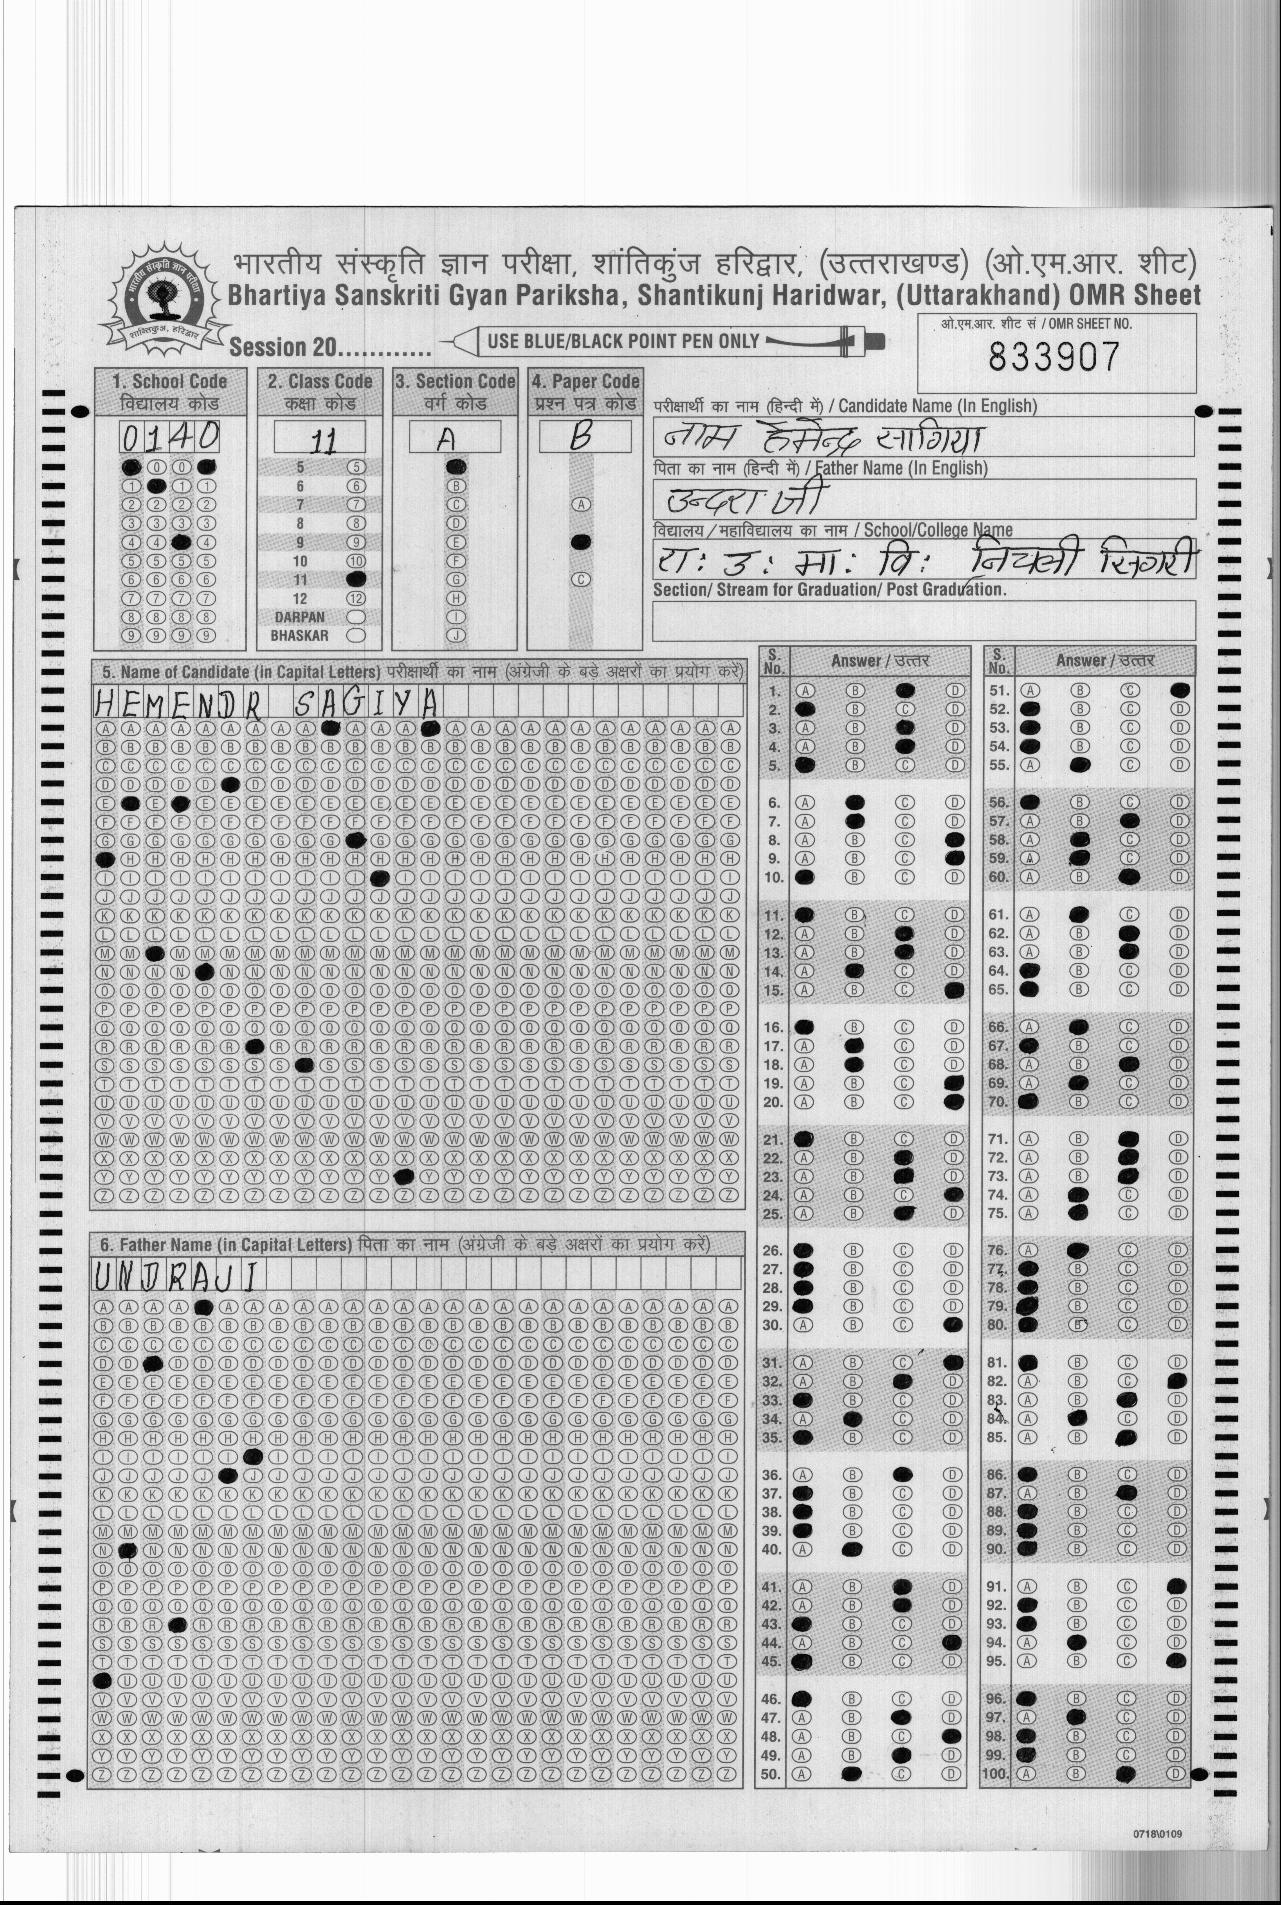 भारतीय संस्कृति ज्ञान परीक्षा, शांतिकुंज हरिद्वार, (उत्तराखण्ड) (ओ.एम.आर. शीट)
Bhartiya Sanskriti Gyan Pariksha, Shantikunj Haridwar, (Uttarakhand) OMR Sheet
Session 20............
USE BLUE/BLACK POINT PEN ONLY
ओ.एम.आर. शीट सं / OMR SHEET NO.
833907
1. School Code
विद्यालय कोड
0140
2. Class Code
कक्षा कोड
11
5
6
7
8
9
10
11
12
DARPAN
BHASKAR
3. Section Code
वर्ग कोड
A
4. Paper Code
प्रश्न पत्र कोड
B
परीक्षार्थी का नाम (हिन्दी में) / Candidate Name (In English)
नाम हेमेन्द्र सागिया
पिता का नाम (हिन्दी में) / Father Name (In English)
उन्दरा जी
विद्यालय / महाविद्यालय का नाम / School/College Name
रा: उ: मा: वि: निचली सिगरी
Section/ Stream for Graduation/ Post Graduation.
5. Name of Candidate (in Capital Letters) परीक्षार्थी का नाम (अंग्रेजी के बड़े अक्षरों का प्रयोग करें)
HEMENDR SAGIYA
6. Father Name (in Capital Letters) पिता का नाम (अंग्रेजी के बड़े अक्षरों का प्रयोग करें)
UNDRAJI
S. No. Answer / उत्तर
S. No. Answer / उत्तर
0718\0109